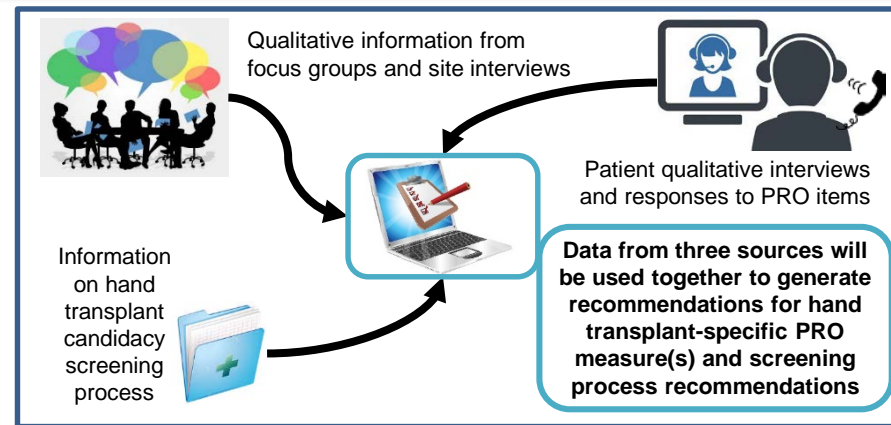 Qualitative information from
focus groups and site interviews
Patient qualitative interviews
and responses to PRO items
Information
on hand
transplant
candidacy
screening
process
Data from three sources will
be used together to generate
recommendations for hand
transplant-specific PRO
measure(s) and screening
process recommendations